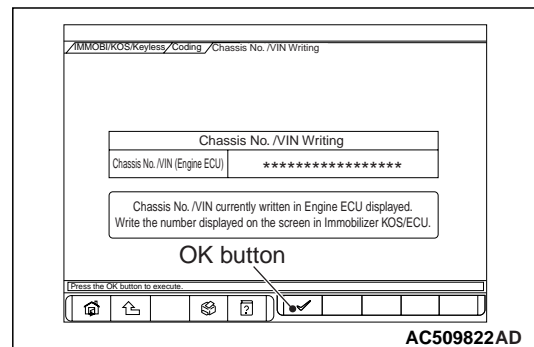 IMMOBI/KOS/Keyless Coding Chassis No. /VIN Writing
Chassis No. /VIN Writing
Chassis No. /VIN (Engine ECU) *****************
Chassis No. /VIN currently written in Engine ECU displayed.
Write the number displayed on the screen in Immobilizer KOS/ECU.
OK button
Press the OK button to execute.
?
AC509822AD